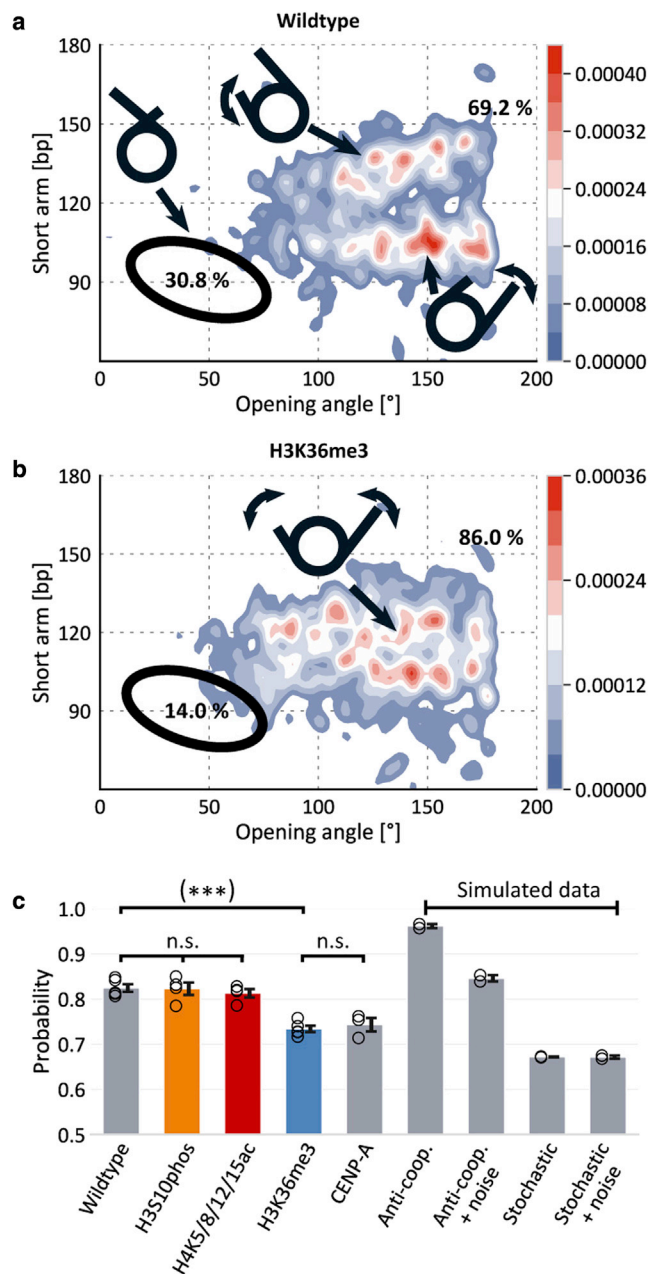 a
Wildtype
180
150
120
90
Short arm [bp]
69.2 %
30.8 %
0 50 100 150 200
Opening angle [°]
0.00040
0.00032
0.00024
0.00016
0.00008
0.00000
b
H3K36me3
180
150
120
90
Short arm [bp]
86.0 %
14.0 %
0 50 100 150 200
Opening angle [°]
0.00036
0.00024
0.00012
0.00000
c
(***)
Simulated data
n.s.
n.s.
1.0
0.9
0.8
0.7
0.6
0.5
Probability
Wildtype
H3S10phos
H4K5/8/12/15ac
H3K36me3
CENP-A
Anti-coop.
Anti-coop.
+ noise
Stochastic
Stochastic
+ noise